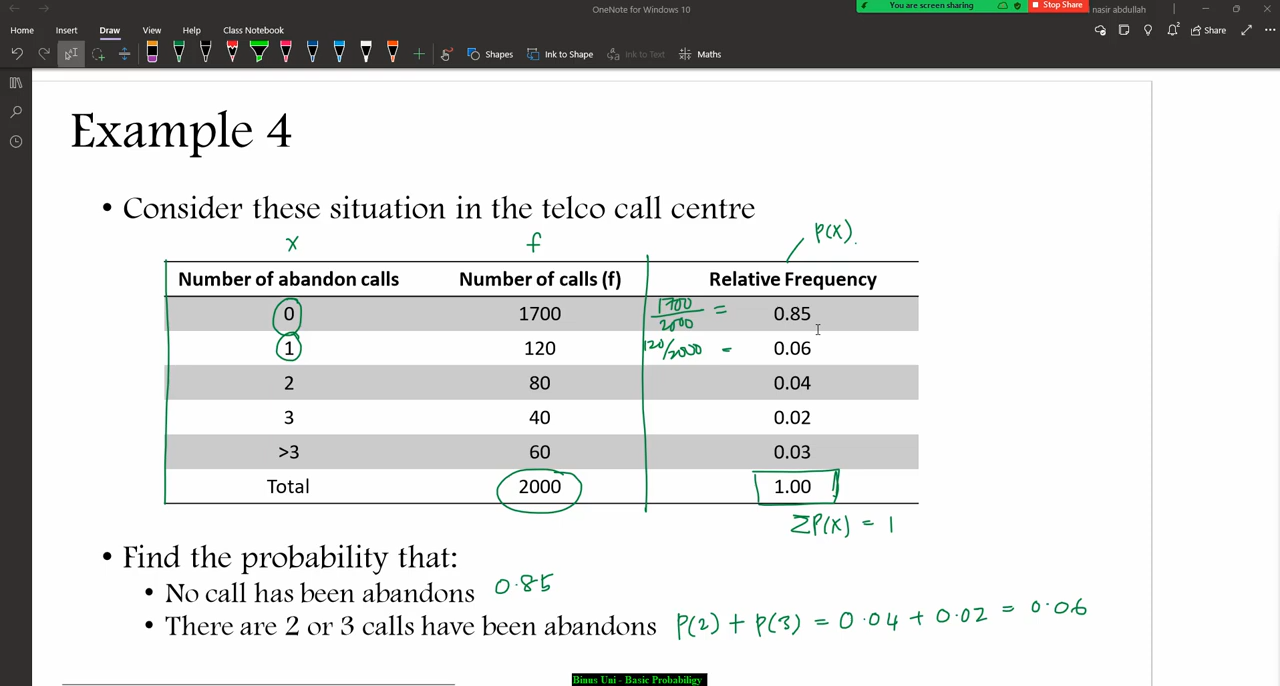 OneNote for Windows 10
You are screen sharing
Stop Share
nasir abdullah
Home Insert Draw View Help Class Notebook
Share
Shapes Ink to Shape Ink to Text Maths
Example 4
• Consider these situation in the telco call centre
x f P(x).
Number of abandon calls Number of calls (f) Relative Frequency
0 1700 1700/2000 = 0.85
1 120 120/2000 = 0.06
2 80 0.04
3 40 0.02
>3 60 0.03
Total 2000 1.00
ΣP(x) = 1
• Find the probability that:
• No call has been abandons 0.85
• There are 2 or 3 calls have been abandons P(2) + P(3) = 0.04 + 0.02 = 0.06
Binus Uni - Basic Probabiligy